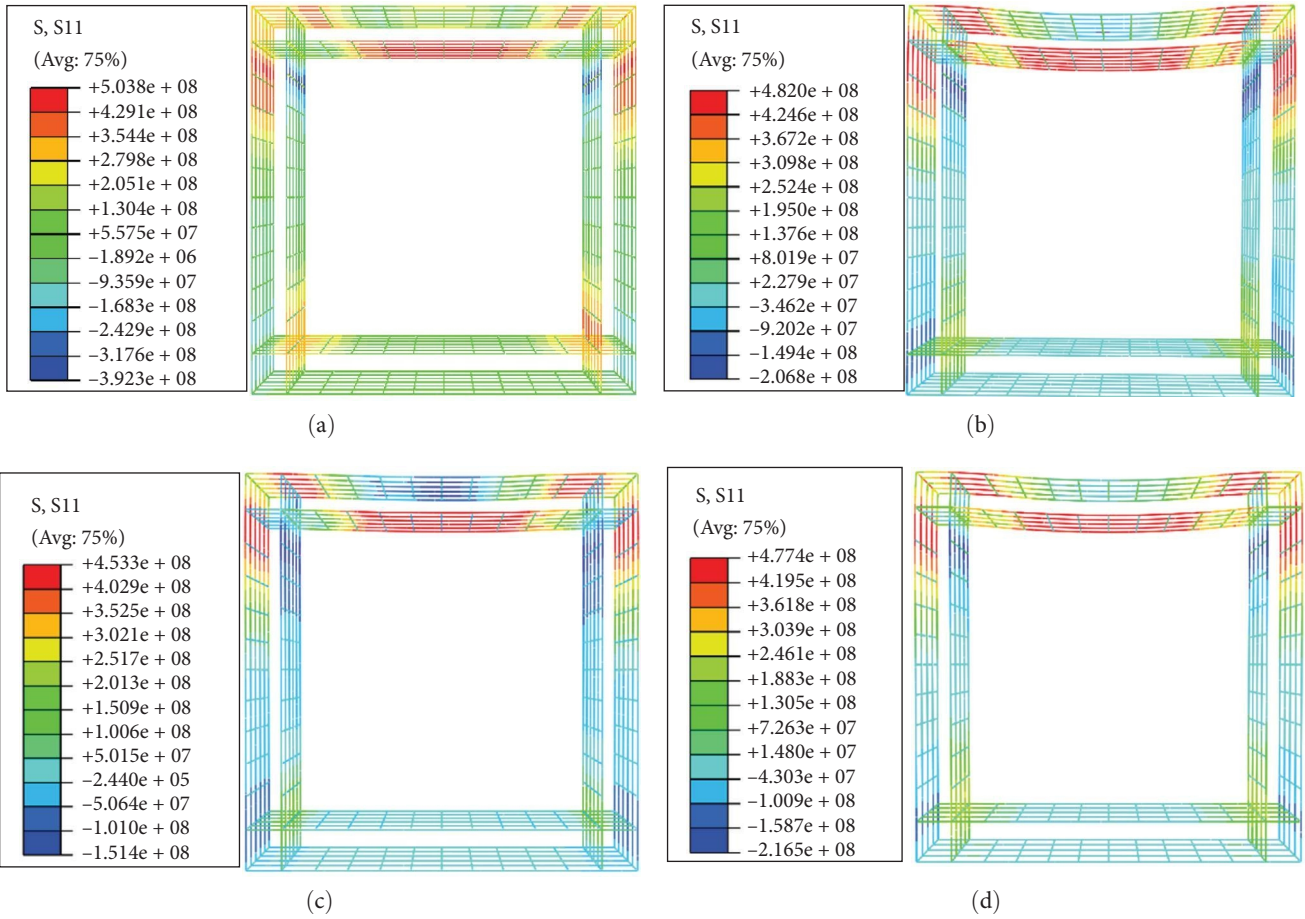 S, S11
(Avg: 75%)
+5.038e + 08
+4.291e + 08
+3.544e + 08
+2.798e + 08
+2.051e + 08
+1.304e + 08
+5.575e + 07
–1.892e + 06
–9.359e + 07
–1.683e + 08
–2.429e + 08
–3.176e + 08
–3.923e + 08
(a)
S, S11
(Avg: 75%)
+4.820e + 08
+4.246e + 08
+3.672e + 08
+3.098e + 08
+2.524e + 08
+1.950e + 08
+1.376e + 08
+8.019e + 07
+2.279e + 07
–3.462e + 07
–9.202e + 07
–1.494e + 08
–2.068e + 08
(b)
S, S11
(Avg: 75%)
+4.533e + 08
+4.029e + 08
+3.525e + 08
+3.021e + 08
+2.517e + 08
+2.013e + 08
+1.509e + 08
+1.006e + 08
+5.015e + 07
–2.440e + 05
–5.064e + 07
–1.010e + 08
–1.514e + 08
(c)
S, S11
(Avg: 75%)
+4.774e + 08
+4.195e + 08
+3.618e + 08
+3.039e + 08
+2.461e + 08
+1.883e + 08
+1.305e + 08
+7.263e + 07
+1.480e + 07
–4.303e + 07
–1.009e + 08
–1.587e + 08
–2.165e + 08
(d)